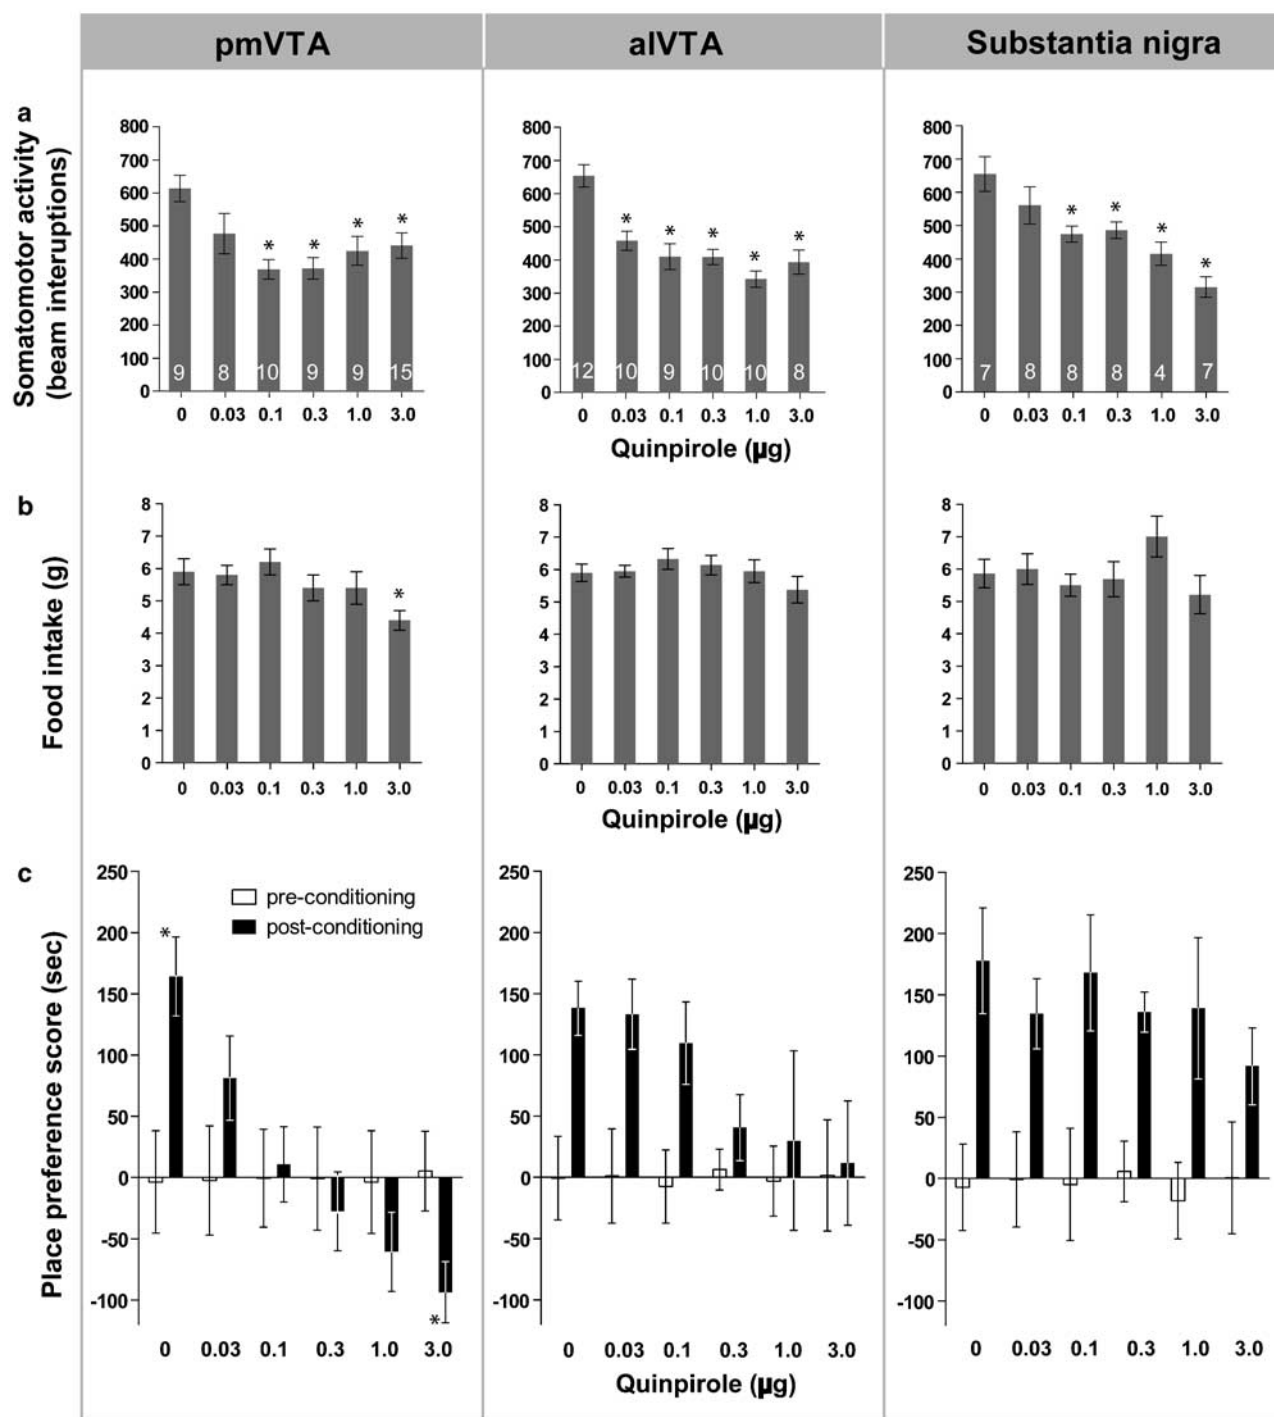 pmVTA alVTA Substantia nigra
a
Somatomotor activity
(beam interuptions)
800 800 800
700 700 700
600 600 600
500 500 500
400 400 400
300 300 300
200 200 200
100 100 100
0 0 0
* * * *
* * * * *
* * * *
9 8 10 9 9 15
12 10 9 10 10 8
7 8 8 8 4 7
0 0.03 0.1 0.3 1.0 3.0
0 0.03 0.1 0.3 1.0 3.0
0 0.03 0.1 0.3 1.0 3.0
Quinpirole (µg)
b
Food intake (g)
8 8 8
7 7 7
6 6 6
5 5 5
4 4 4
3 3 3
2 2 2
1 1 1
0 0 0
*
0 0.03 0.1 0.3 1.0 3.0
0 0.03 0.1 0.3 1.0 3.0
0 0.03 0.1 0.3 1.0 3.0
Quinpirole (µg)
c
Place preference score (sec)
pre-conditioning
post-conditioning
250 250 250
200 200 200
150 150 150
100 100 100
50 50 50
0 0 0
-50 -50 -50
-100 -100 -100
*
*
0 0.03 0.1 0.3 1.0 3.0
0 0.03 0.1 0.3 1.0 3.0
0 0.03 0.1 0.3 1.0 3.0
Quinpirole (µg)